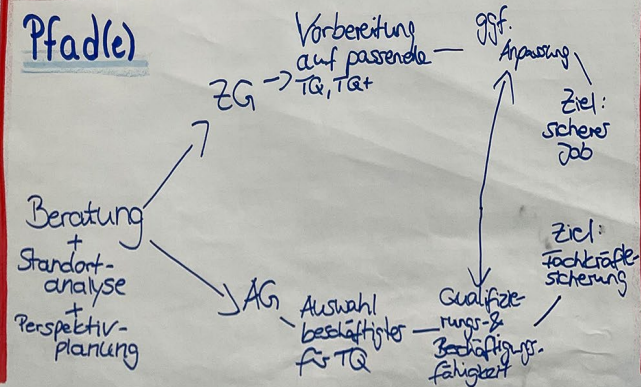 Pfad(e)
Beratung
+
Standort-
analyse
+
Perspektiv-
planung
ZG
Vorbereitung
auf passende
TQ, TQ+
ggf.
Anpassung
Ziel:
sicherer
Job
AG
Auswahl
beschäftigter
für TQ
Qualifizie-
rungs-&
Beschäftigungs-
fähigkeit
Ziel:
Fachkräfte-
sicherung